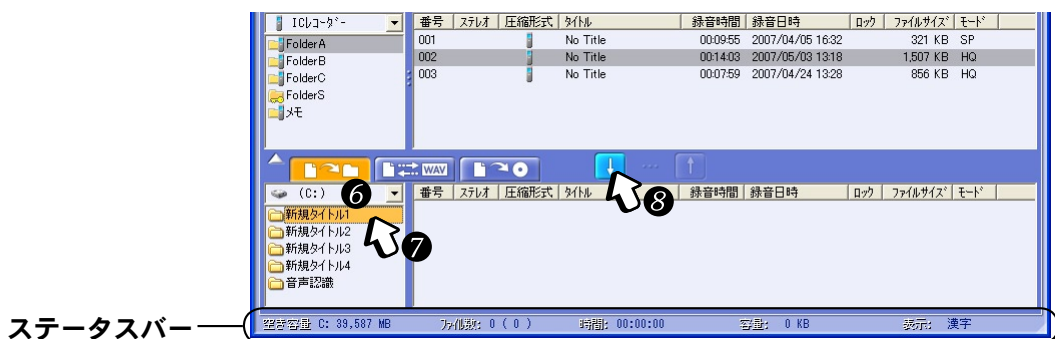 ICレコーダー 番号 ステレオ 圧縮形式 タイトル 録音時間 録音日時 ロック ファイルサイズ モード
FolderA 001 No Title 00:09:55 2007/04/05 16:32 321 KB SP
FolderB 002 No Title 00:14:03 2007/05/03 13:18 1,507 KB HQ
FolderC 003 No Title 00:07:59 2007/04/24 13:28 856 KB HQ
FolderS
メモ
WAV
(C:) 6 番号 ステレオ 圧縮形式 タイトル 8 録音時間 録音日時 ロック ファイルサイズ モード
新規タイトル1
新規タイトル2 7
新規タイトル3
新規タイトル4
音声認識
ステータスバー 空き容量 C: 39,587 MB ファイル数: 0 ( 0 ) 時間: 00:00:00 容量: 0 KB 表示: 漢字